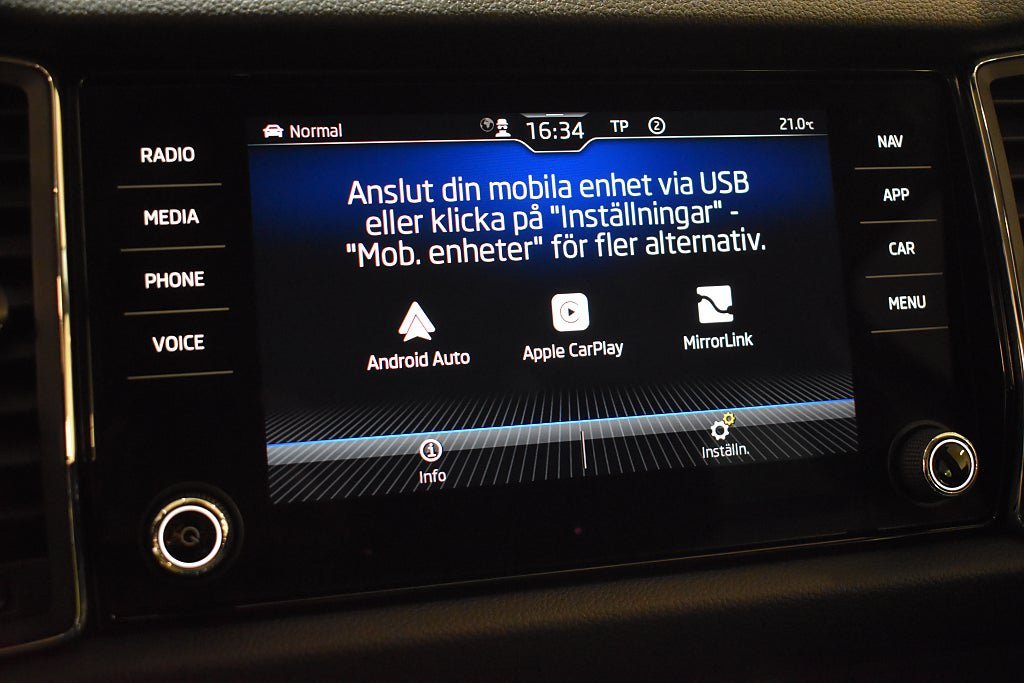 Normal
16:34
TP
2
21.0°C
RADIO
MEDIA
PHONE
VOICE
Anslut din mobila enhet via USB
eller klicka på "Inställningar" -
"Mob. enheter" för fler alternativ.
Android Auto
Apple CarPlay
MirrorLink
Info
Inställn.
NAV
APP
CAR
MENU